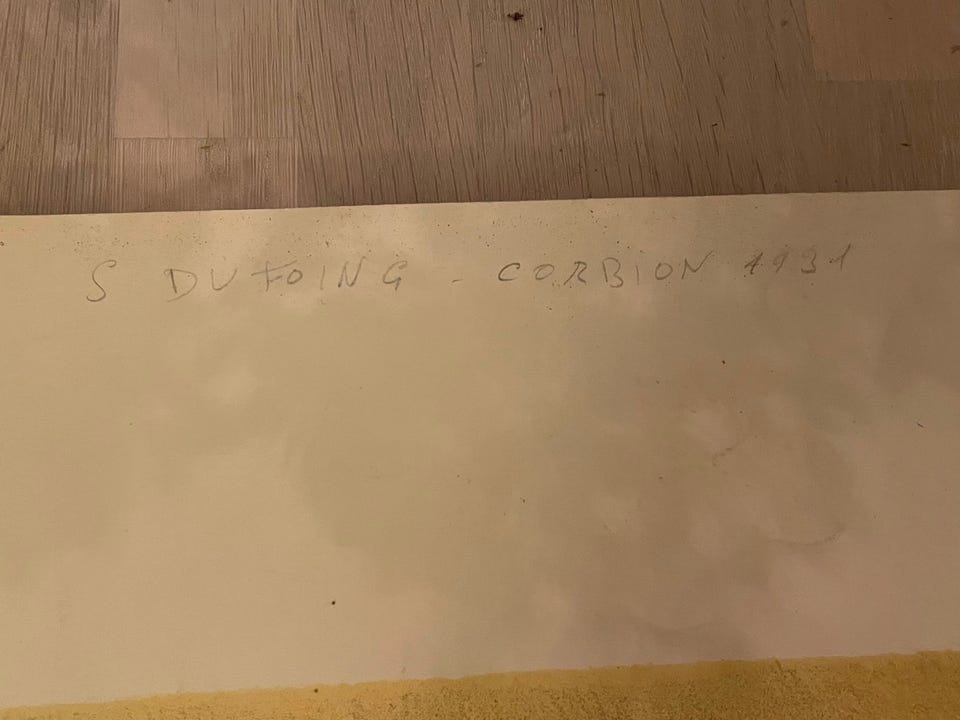 S DUFOING - CORBION 1931